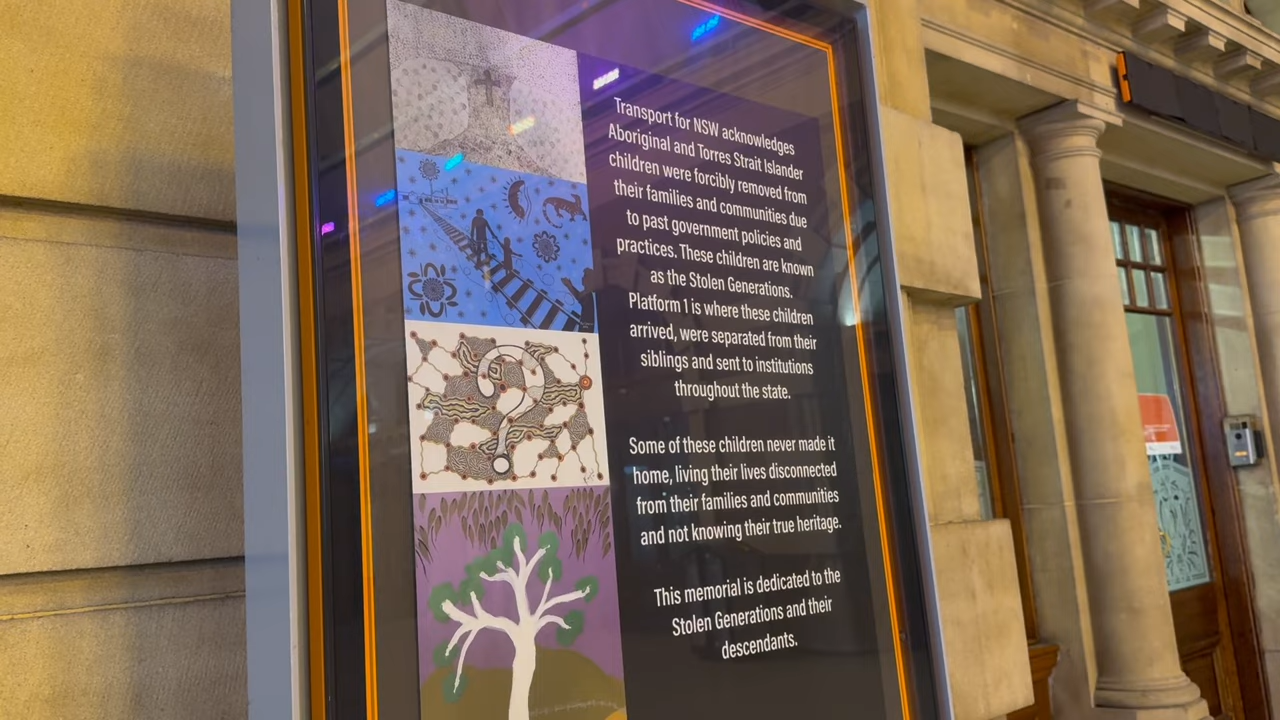 Transport for NSW acknowledges
Aboriginal and Torres Strait Islander
children were forcibly removed from
their families and communities due
to past government policies and
practices. These children are known
as the Stolen Generations.
Platform 1 is where these children
arrived, were separated from their
siblings and sent to institutions
throughout the state.
Some of these children never made it
home, living their lives disconnected
from their families and communities
and not knowing their true heritage.
This memorial is dedicated to the
Stolen Generations and their
descendants.